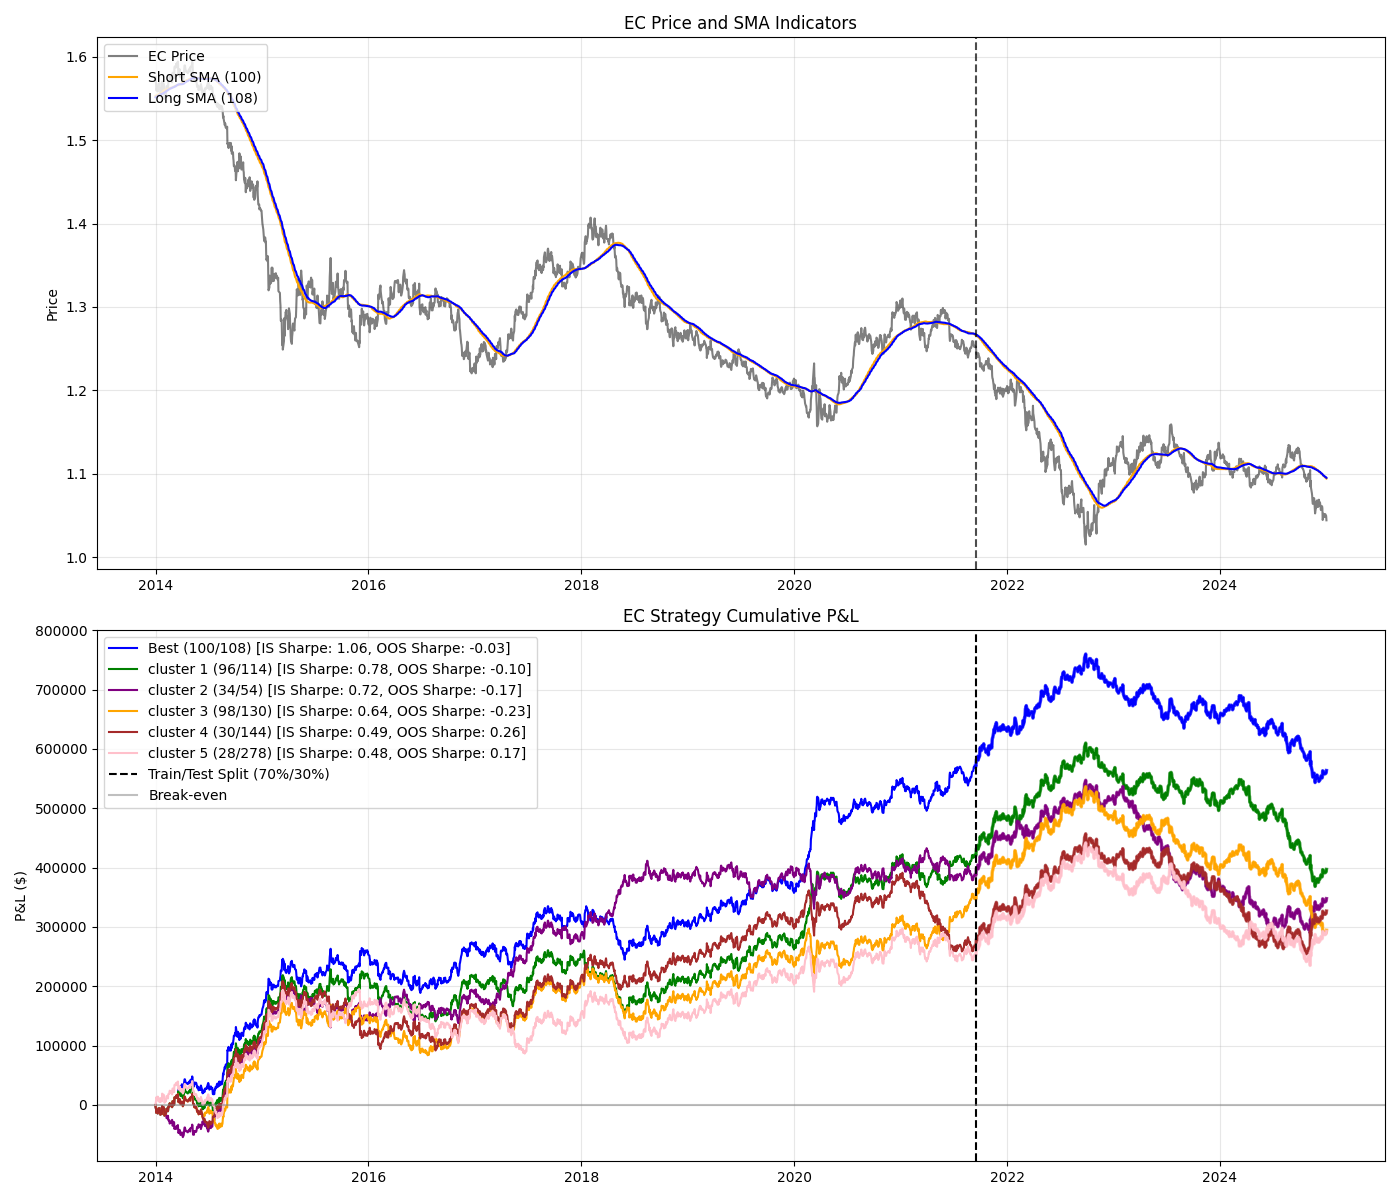 EC Price and SMA Indicators
EC Price
Short SMA (100)
Long SMA (108)
Price
1.6
1.5
1.4
1.3
1.2
1.1
1.0
2014 2016 2018 2020 2022 2024
EC Strategy Cumulative P&L
Best (100/108) [IS Sharpe: 1.06, OOS Sharpe: -0.03]
cluster 1 (96/114) [IS Sharpe: 0.78, OOS Sharpe: -0.10]
cluster 2 (34/54) [IS Sharpe: 0.72, OOS Sharpe: -0.17]
cluster 3 (98/130) [IS Sharpe: 0.64, OOS Sharpe: -0.23]
cluster 4 (30/144) [IS Sharpe: 0.49, OOS Sharpe: 0.26]
cluster 5 (28/278) [IS Sharpe: 0.48, OOS Sharpe: 0.17]
Train/Test Split (70%/30%)
Break-even
P&L ($)
800000
700000
600000
500000
400000
300000
200000
100000
0
2014 2016 2018 2020 2022 2024